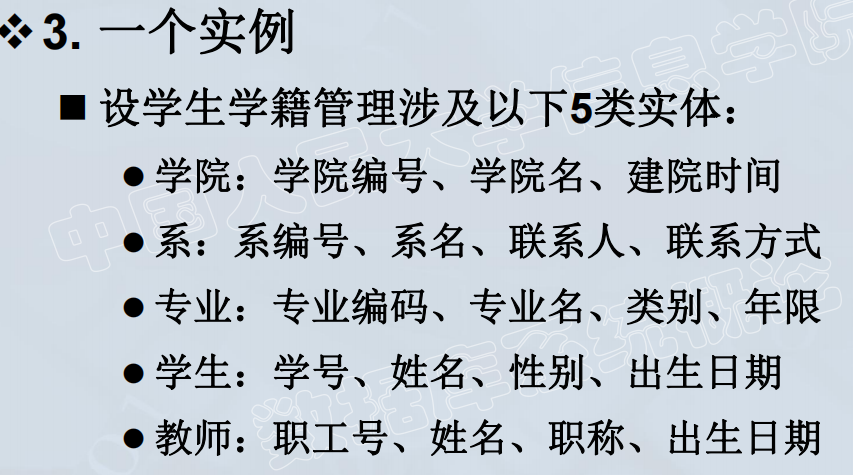 ❖3. 一个实例
■ 设学生学籍管理涉及以下5类实体：
● 学院：学院编号、学院名、建院时间
● 系：系编号、系名、联系人、联系方式
● 专业：专业编码、专业名、类别、年限
● 学生：学号、姓名、性别、出生日期
● 教师：职工号、姓名、职称、出生日期
中国人民大学信息学院
数据库系统概论